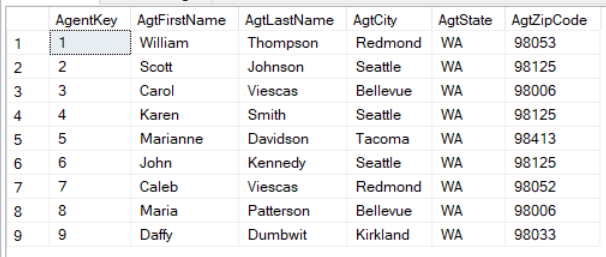 AgentKey AgtFirstName AgtLastName AgtCity AgtState AgtZipCode
1 1 William Thompson Redmond WA 98053
2 2 Scott Johnson Seattle WA 98125
3 3 Carol Viescas Bellevue WA 98006
4 4 Karen Smith Seattle WA 98125
5 5 Marianne Davidson Tacoma WA 98413
6 6 John Kennedy Seattle WA 98125
7 7 Caleb Viescas Redmond WA 98052
8 8 Maria Patterson Bellevue WA 98006
9 9 Daffy Dumbwit Kirkland WA 98033